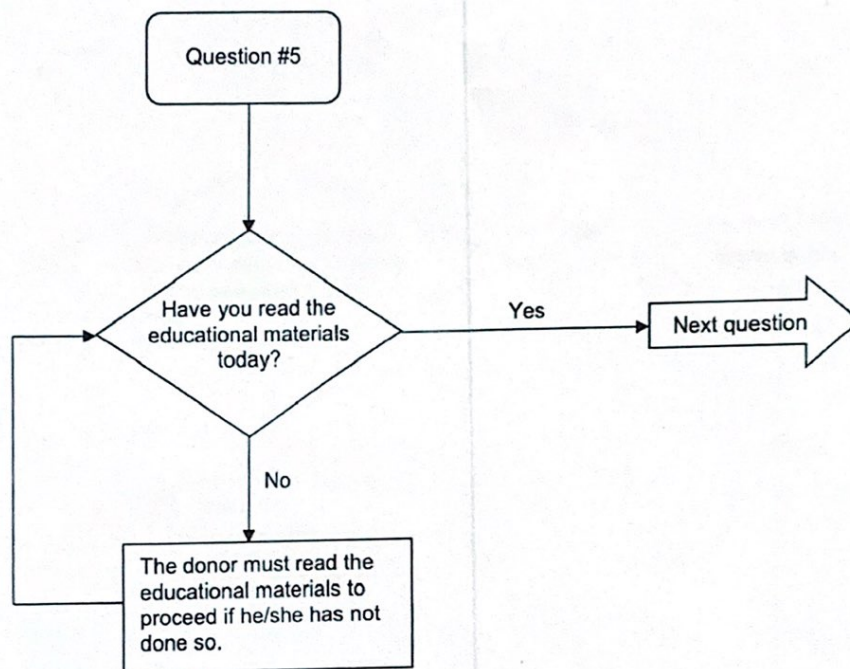 Question #5
Have you read the
educational materials
today?
Yes
Next question
No
The donor must read the
educational materials to
proceed if he/she has not
done so.